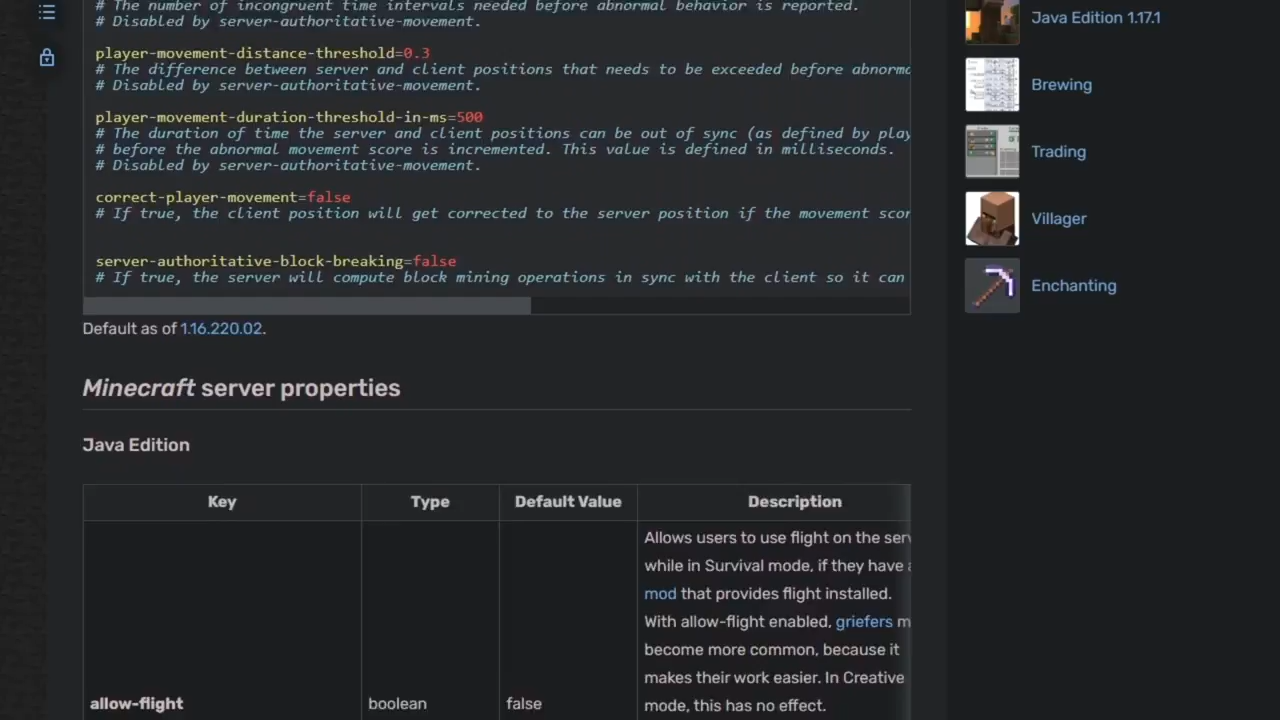 # The number of incongruent time intervals needed before abnormal behavior is reported.
# Disabled by server-authoritative-movement.
player-movement-distance-threshold=0.3
# The difference between server and client positions that needs to be exceeded before abnorma
# Disabled by server-authoritative-movement.
player-movement-duration-threshold-in-ms=500
# The duration of time the server and client positions can be out of sync (as defined by play
# before the abnormal movement score is incremented. This value is defined in milliseconds.
# Disabled by server-authoritative-movement.
correct-player-movement=false
# If true, the client position will get corrected to the server position if the movement scor
server-authoritative-block-breaking=false
# If true, the server will compute block mining operations in sync with the client so it can
Default as of 1.16.220.02.
Minecraft server properties
Java Edition
Key Type Default Value Description
allow-flight boolean false
Allows users to use flight on the serv
while in Survival mode, if they have a
mod that provides flight installed.
With allow-flight enabled, griefers m
become more common, because it
makes their work easier. In Creative
mode, this has no effect.
Java Edition 1.17.1
Brewing
Trading
Villager
Enchanting